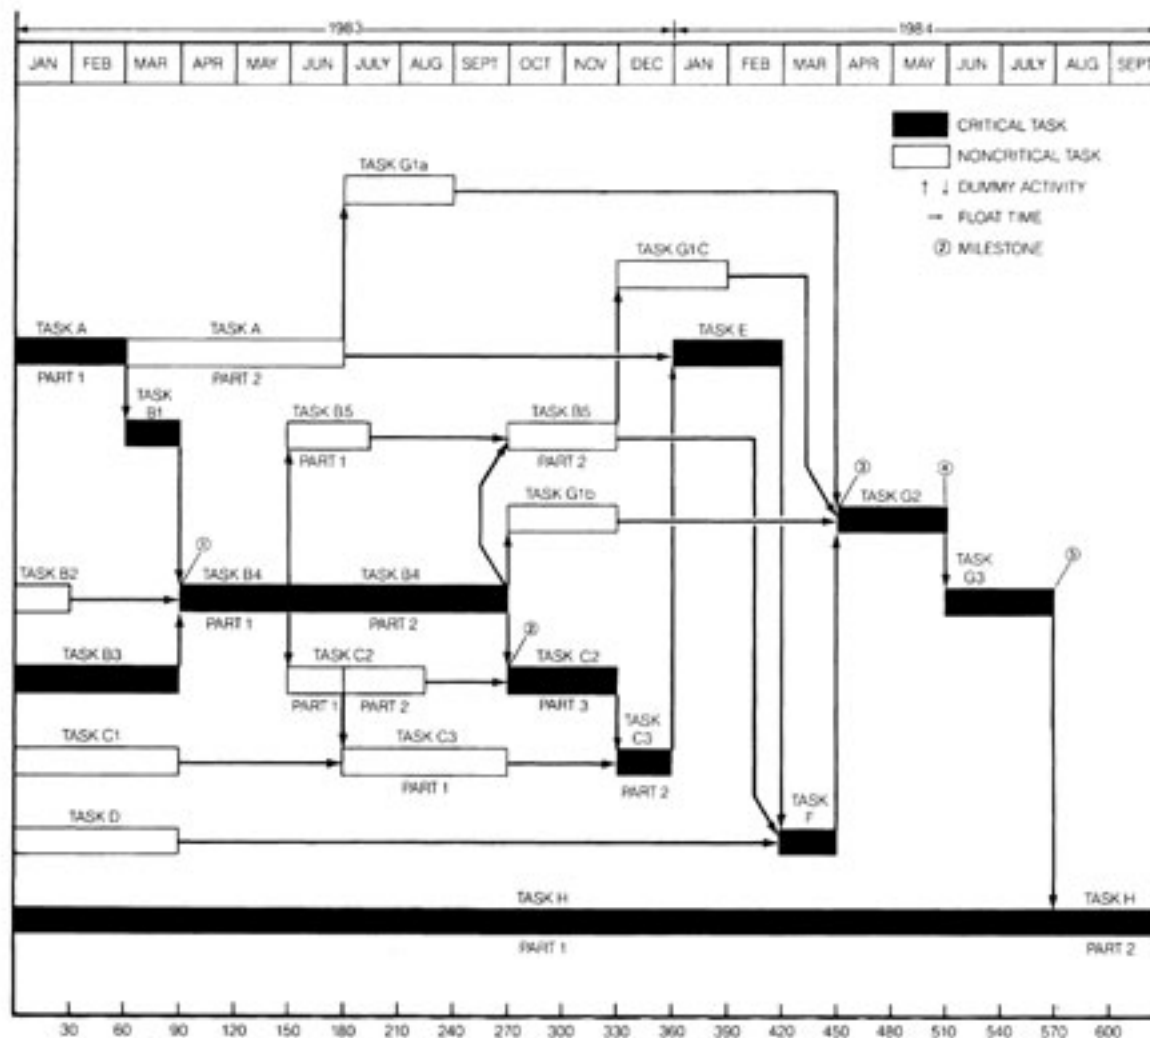 1983 1984
JAN FEB MAR APR MAY JUN JULY AUG SEPT OCT NOV DEC JAN FEB MAR APR MAY JUN JULY AUG SEPT
CRITICAL TASK
NONCRITICAL TASK
↑ ↓ DUMMY ACTIVITY
→ FLOAT TIME
② MILESTONE
TASK G1a
TASK G1C
TASK A TASK A TASK E
PART 1 PART 2
TASK
B1
TASK B5 TASK B5
PART 1 PART 2
③ ④
TASK G1b TASK G2
①
TASK B2 TASK B4 TASK B4
PART 1 PART 2
TASK
G3
⑤
②
TASK B3 TASK C2 TASK C2
PART 1 PART 2 PART 3
TASK C1 TASK C3
PART 1
TASK
C3
PART 2
TASK D
TASK
F
TASK H TASK H
PART 1 PART 2
30 60 90 120 150 180 210 240 270 300 330 360 390 420 450 480 510 540 570 600